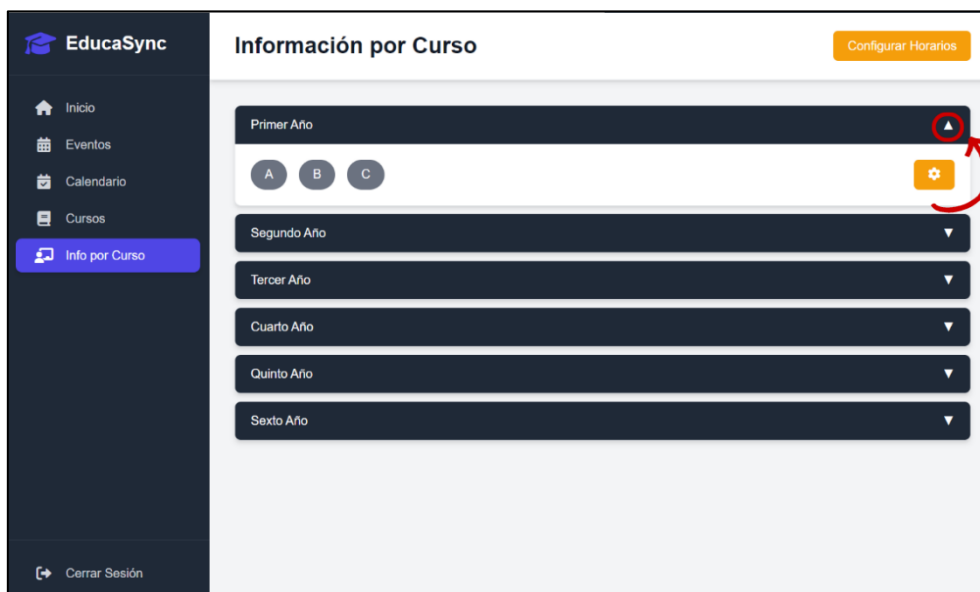 EducaSync
Inicio
Eventos
Calendario
Cursos
Info por Curso
Cerrar Sesión
Información por Curso
Configurar Horarios
Primer Año
A B C
Segundo Año
Tercer Año
Cuarto Año
Quinto Año
Sexto Año